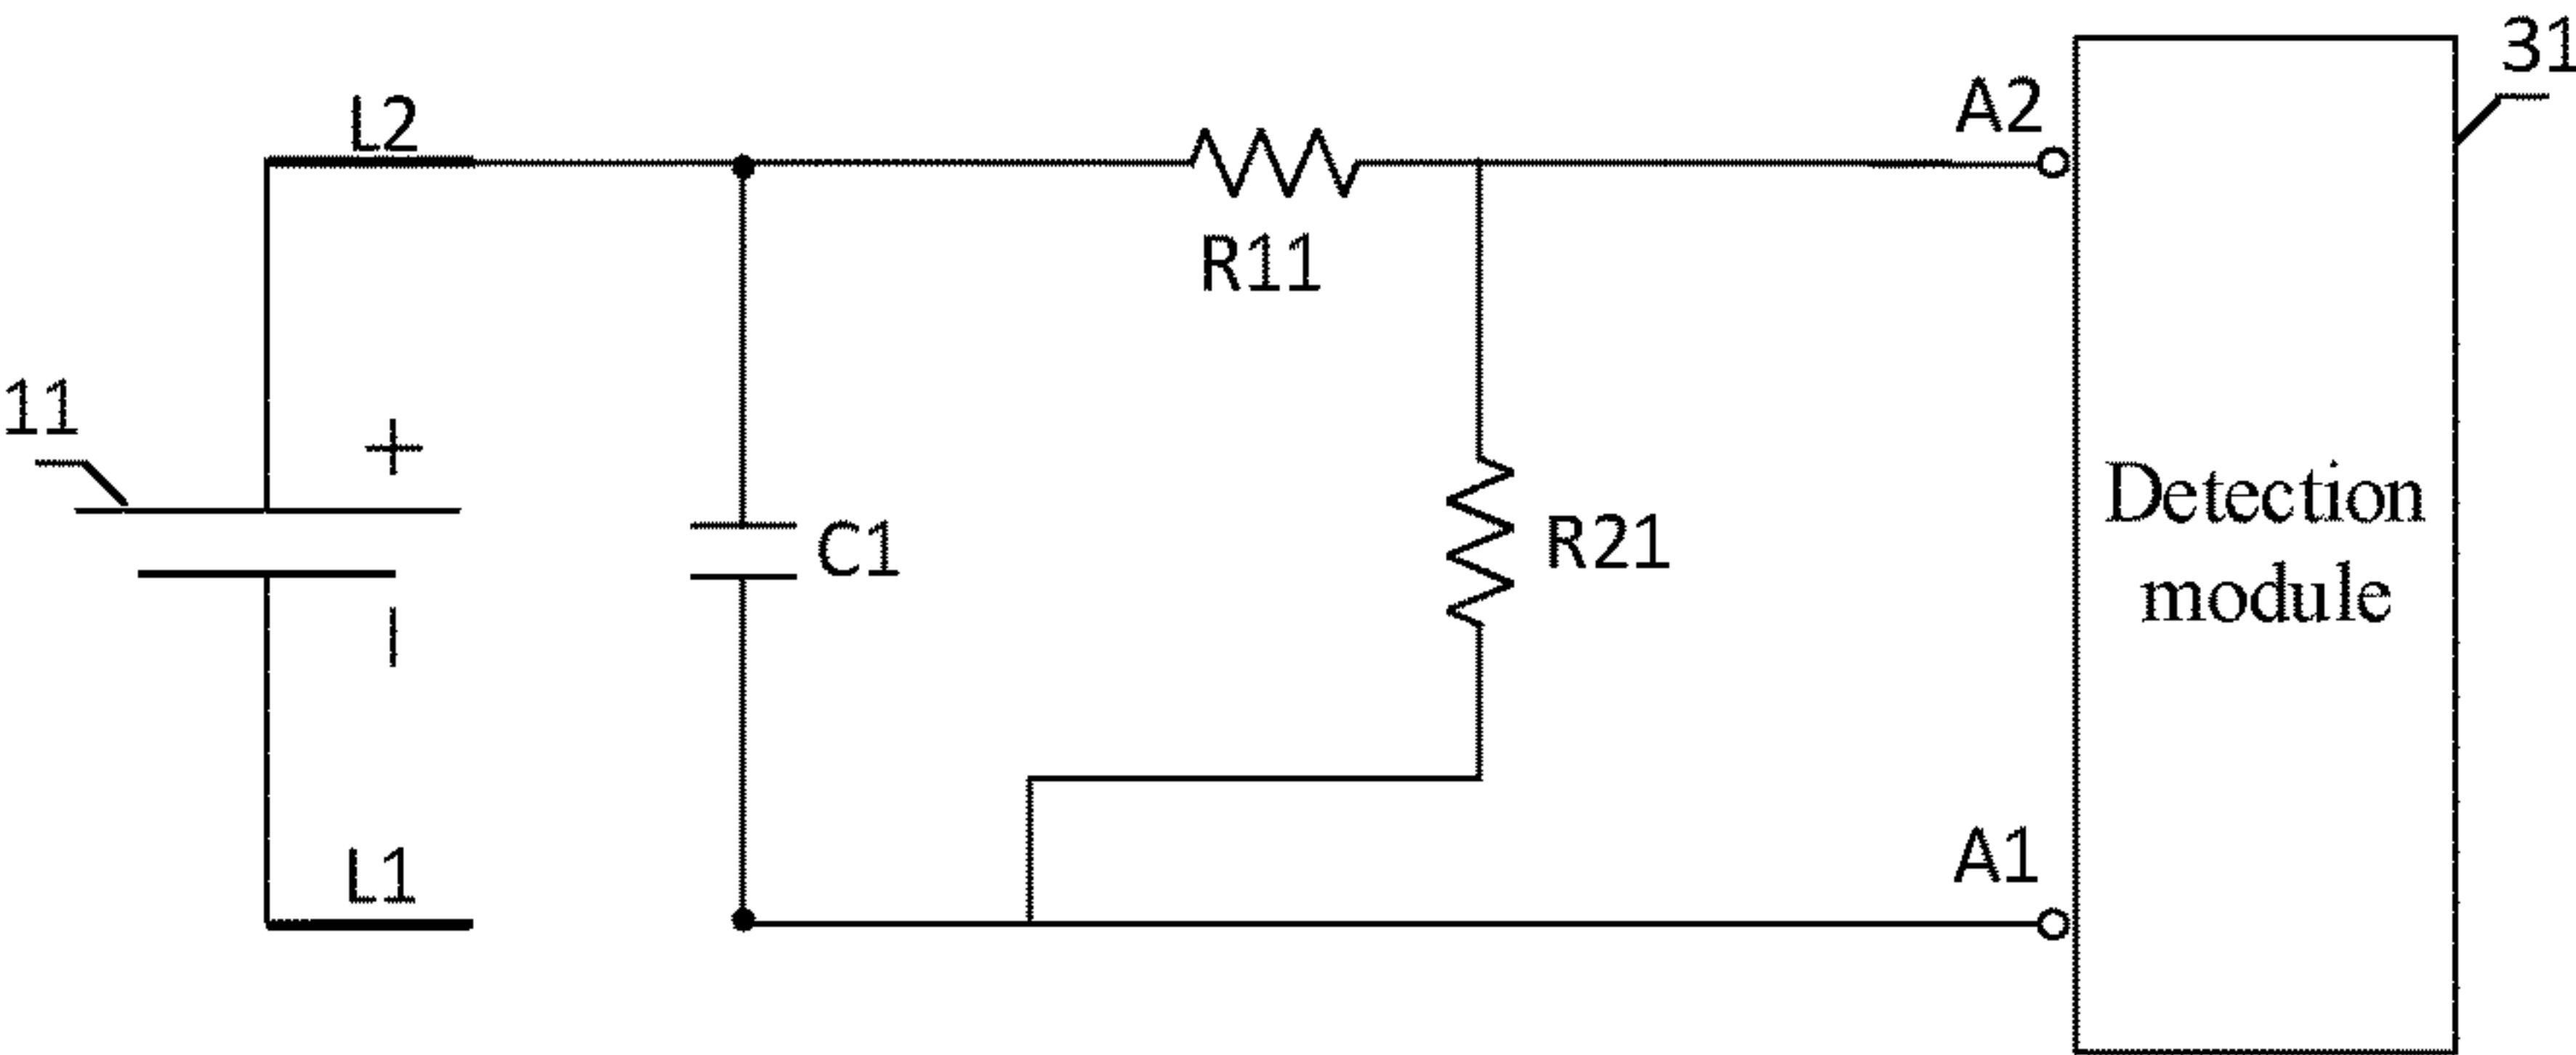 31
A2
L2
R11
11
+
C1
R21
Detection
module
−
L1
A1